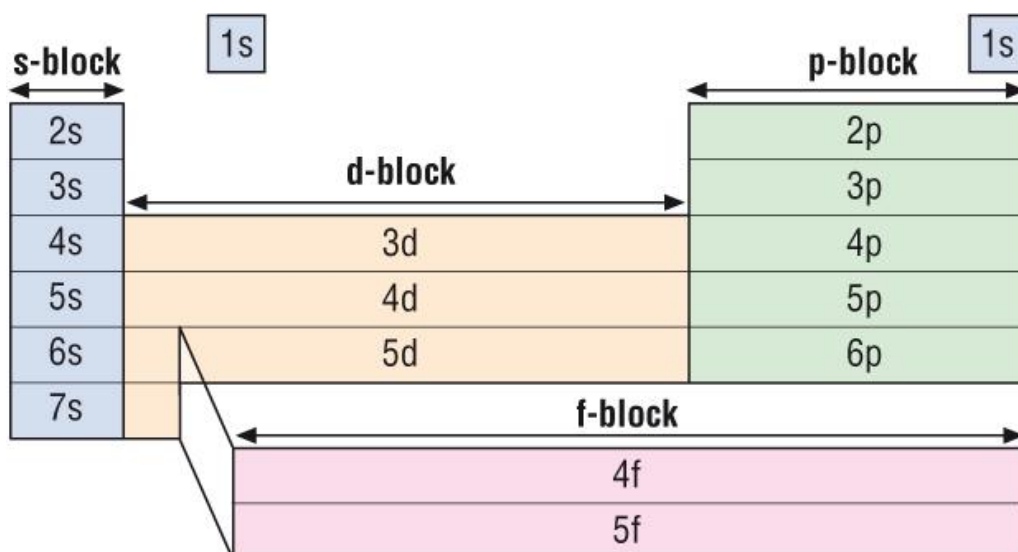 1s 1s
s-block p-block
2s 2p
3s d-block 3p
4s 3d 4p
5s 4d 5p
6s 5d 6p
7s
f-block
4f
5f